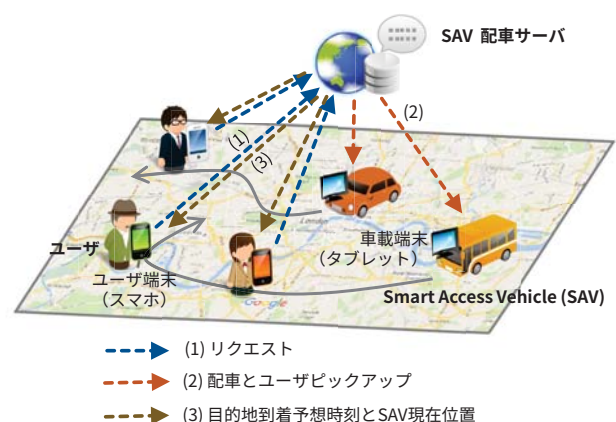 SAV 配車サーバ
(2)
(1)
(3)
ユーザ
車載端末
(タブレット)
ユーザ端末
(スマホ)
Smart Access Vehicle (SAV)
Google
(1) リクエスト
(2) 配車とユーザピックアップ
(3) 目的地到着予想時刻とSAV現在位置